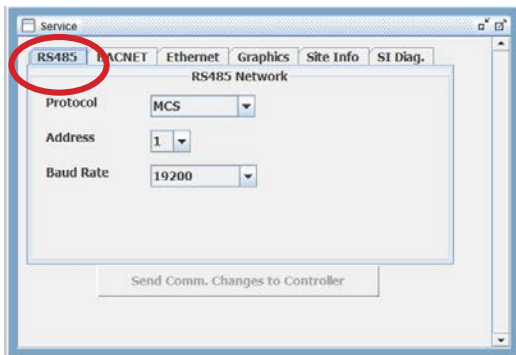 Service
RS485 BACNET Ethernet Graphics Site Info SI Diag.
RS485 Network
Protocol MCS
Address 1
Baud Rate 19200
Send Comm. Changes to Controller